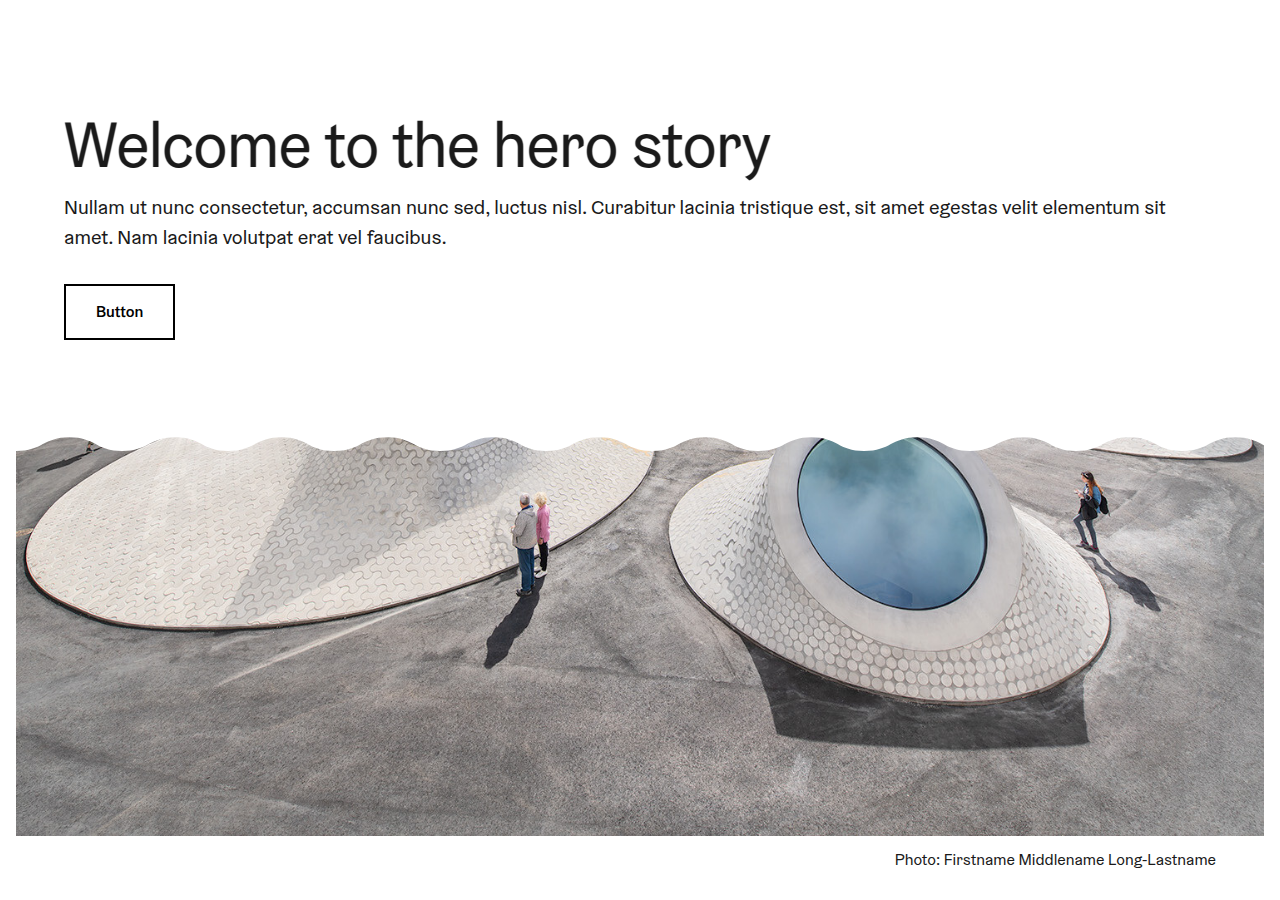 Welcome to the hero story
Nullam ut nunc consectetur, accumsan nunc sed, luctus nisl. Curabitur lacinia tristique est, sit amet egestas velit elementum sit
amet. Nam lacinia volutpat erat vel faucibus.
Button
Photo: Firstname Middlename Long-Lastname